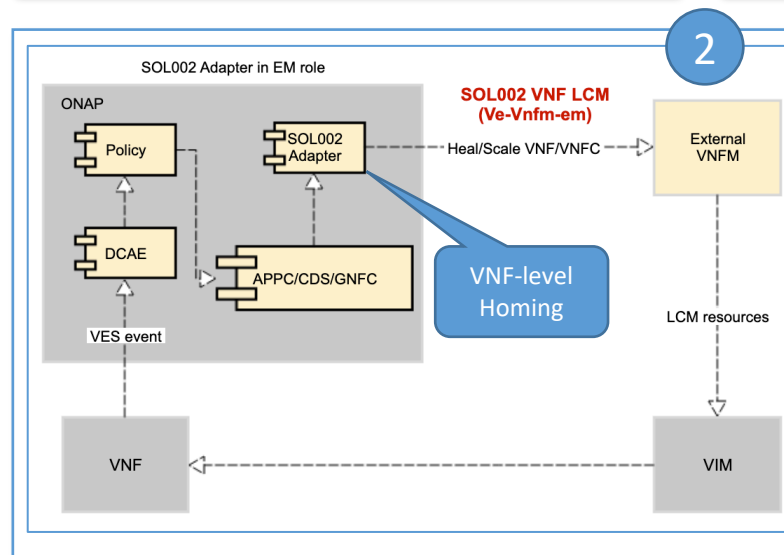 2
SOL002 Adapter in EM role
ONAP
SOL002 VNF LCM
(Ve-Vnfm-em)
Policy
SOL002
Adapter
Heal/Scale VNF/VNFC
External
VNFM
DCAE
APPC/CDS/GNFC
VNF-level
Homing
VES event
LCM resources
VNF
VIM